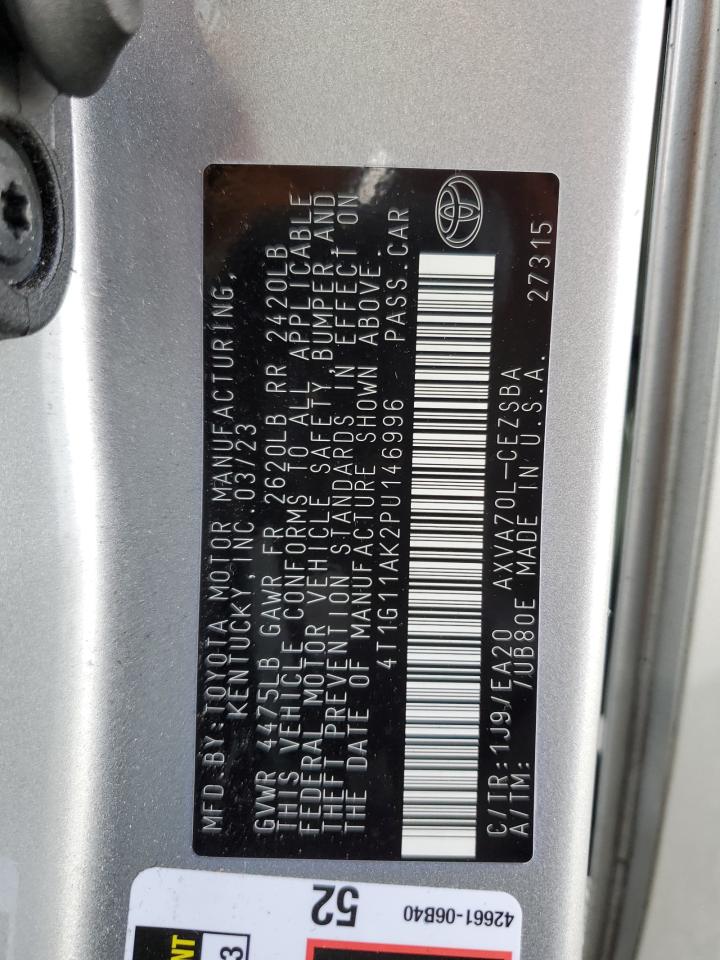 MFD BY:TOYOTA MOTOR MANUFACTURING,
KENTUCKY, INC 03/23
GVWR 4475LB GAWR FR 2620LB RR 2420LB
THIS VEHICLE CONFORMS TO ALL APPLICABLE
FEDERAL MOTOR VEHICLE SAFETY,BUMPER,AND
THEFT PREVENTION STANDARDS IN EFFECT ON
THE DATE OF MANUFACTURE SHOWN ABOVE.
4T1G11AK2PU146996 PASS.CAR
C/TR:1J9/EA20 AXVA70L-CEZSBA
A/TM: /UB80E MADE IN U.S.A. 27315
52
42661-06B40